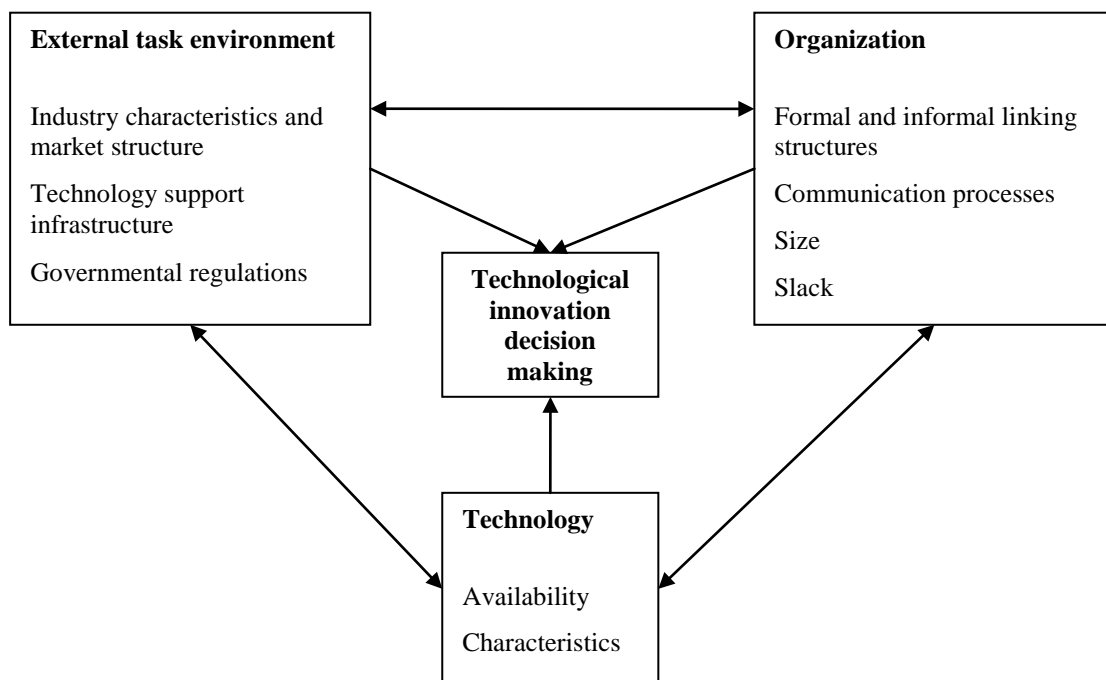 External task environment
Industry characteristics and
market structure
Technology support
infrastructure
Governmental regulations
Organization
Formal and informal linking
structures
Communication processes
Size
Slack
Technological
innovation
decision
making
Technology
Availability
Characteristics